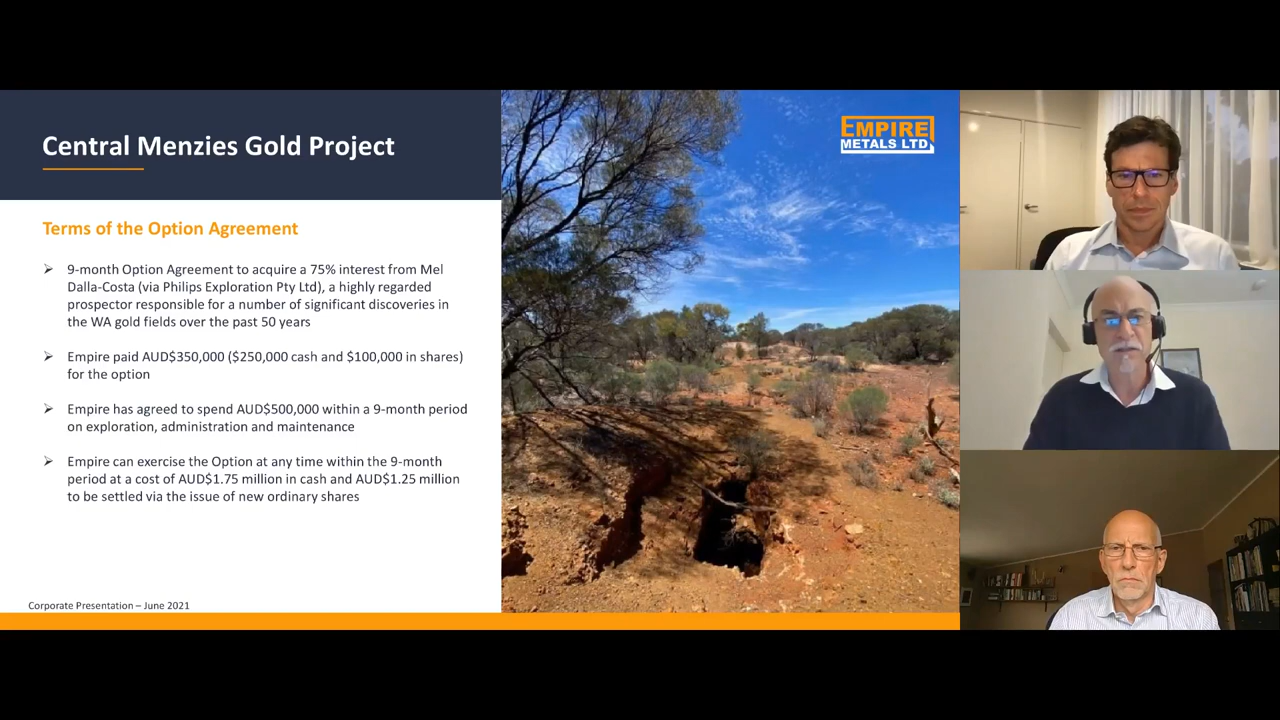 Central Menzies Gold Project
EMPIRE
METALS LTD
Terms of the Option Agreement
➢ 9-month Option Agreement to acquire a 75% interest from Mel
Dalla-Costa (via Philips Exploration Pty Ltd), a highly regarded
prospector responsible for a number of significant discoveries in
the WA gold fields over the past 50 years
➢ Empire paid AUD$350,000 ($250,000 cash and $100,000 in shares)
for the option
➢ Empire has agreed to spend AUD$500,000 within a 9-month period
on exploration, administration and maintenance
➢ Empire can exercise the Option at any time within the 9-month
period at a cost of AUD$1.75 million in cash and AUD$1.25 million
to be settled via the issue of new ordinary shares
Corporate Presentation – June 2021